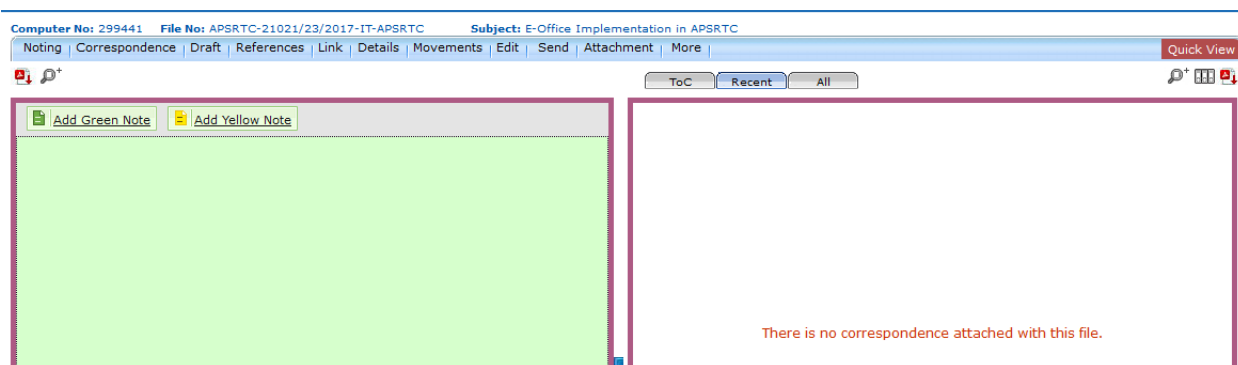 Computer No: 299441 File No: APSRTC-21021/23/2017-IT-APSRTC Subject: E-Office Implementation in APSRTC
Noting | Correspondence | Draft | References | Link | Details | Movements | Edit | Send | Attachment | More | Quick View
ToC Recent All
Add Green Note Add Yellow Note
There is no correspondence attached with this file.